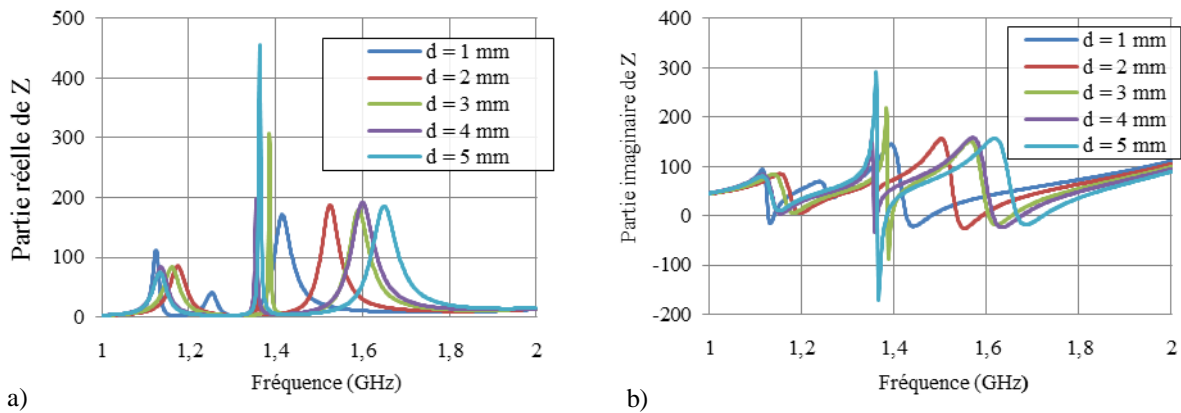 500
400
300
200
100
0
Partie réelle de Z
d = 1 mm
d = 2 mm
d = 3 mm
d = 4 mm
d = 5 mm
1
1,2
1,4
1,6
1,8
2
Fréquence (GHz)
a)
400
300
200
100
0
-100
-200
Partie imaginaire de Z
d = 1 mm
d = 2 mm
d = 3 mm
d = 4 mm
d = 5 mm
1
1,2
1,4
1,6
1,8
2
Fréquence (GHz)
b)